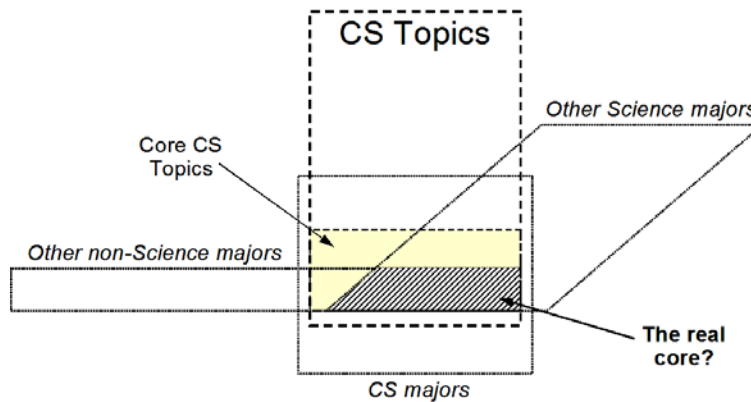 CS Topics
Other Science majors
Core CS
Topics
Other non-Science majors
The real
core?
CS majors